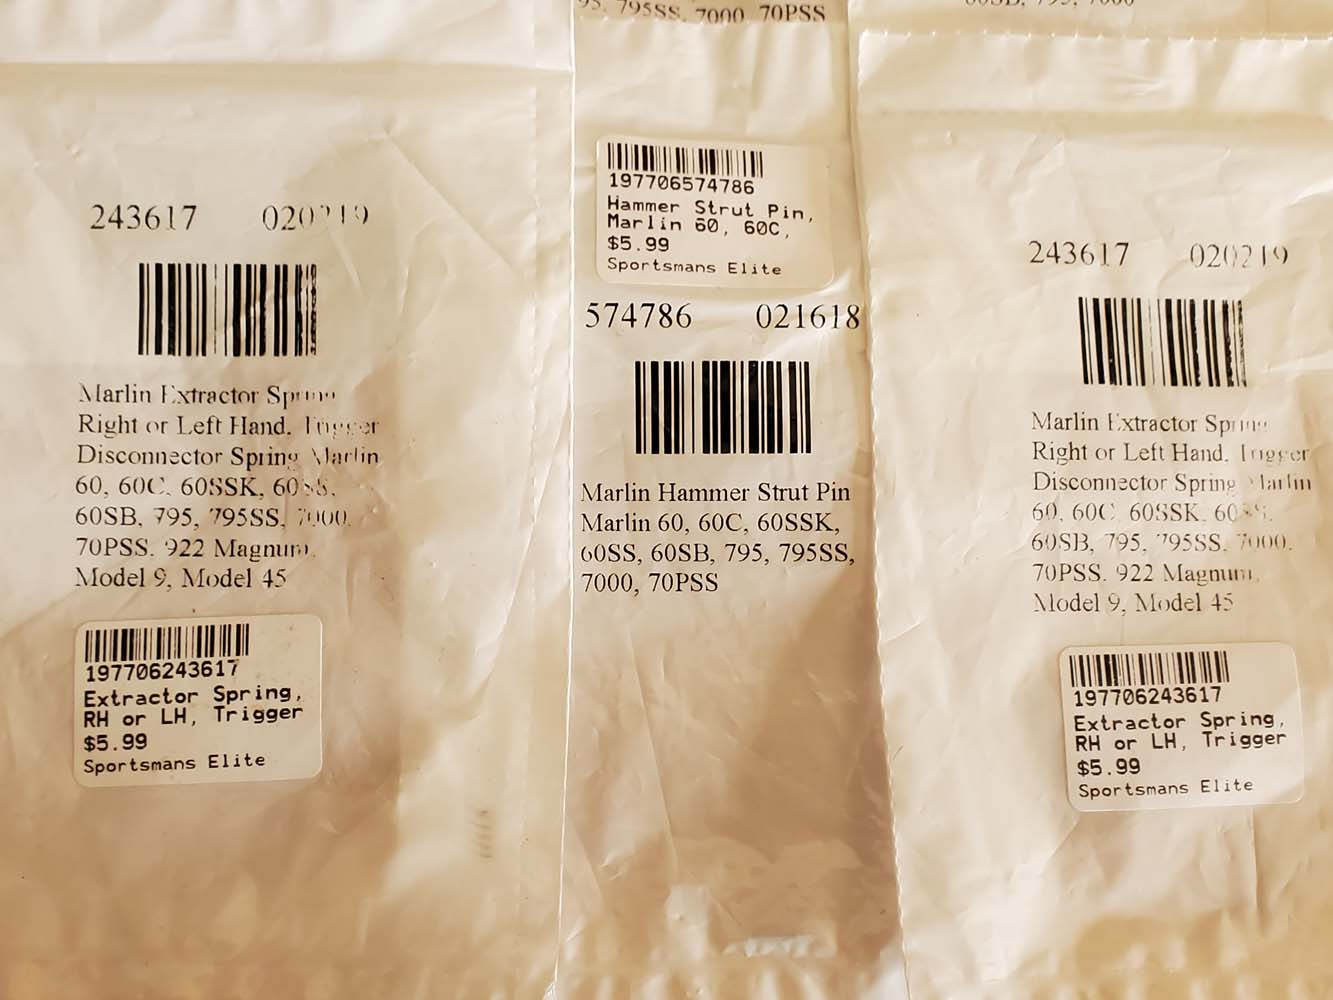 795SS, 7000, 70PSS
243617 020219
Marlin Extractor Spring
Right or Left Hand, Trigger
Disconnector Spring Marlin
60, 60C, 60SSK, 60SS,
60SB, 795, 795SS, 7000,
70PSS, 922 Magnum,
Model 9, Model 45
197706243617
Extractor Spring,
RH or LH, Trigger
$5.99
Sportsmans Elite
197706574786
Hammer Strut Pin,
Marlin 60, 60C,
$5.99
Sportsmans Elite
574786 021618
Marlin Hammer Strut Pin
Marlin 60, 60C, 60SSK,
60SS, 60SB, 795, 795SS,
7000, 70PSS
243617 020219
Marlin Extractor Spring
Right or Left Hand, Trigger
Disconnector Spring Marlin
60, 60C, 60SSK, 60SS,
60SB, 795, 795SS, 7000,
70PSS, 922 Magnum,
Model 9, Model 45
197706243617
Extractor Spring,
RH or LH, Trigger
$5.99
Sportsmans Elite